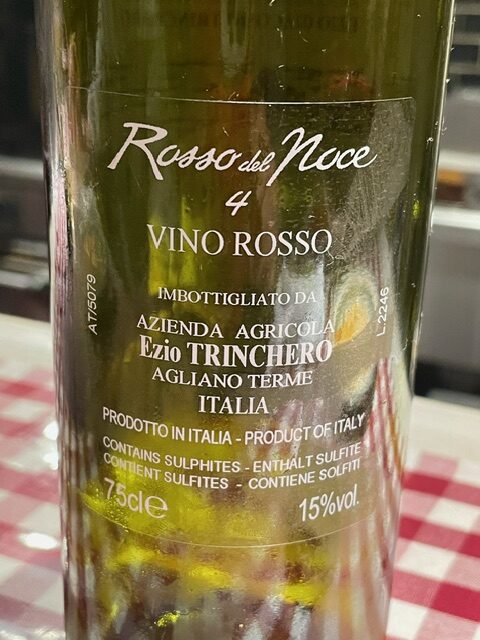 Rosso del Noce
4
VINO ROSSO
IMBOTTIGLIATO DA
AZIENDA AGRICOLA
Ezio TRINCHERO
AGLIANO TERME
ITALIA
PRODOTTO IN ITALIA - PRODUCT OF ITALY
CONTAINS SULPHITES - ENTHÄLT SULFITE
CONTIENT SULFITES - CONTIENE SOLFITI
75cl e
15%vol.
AT/5079
L.2246